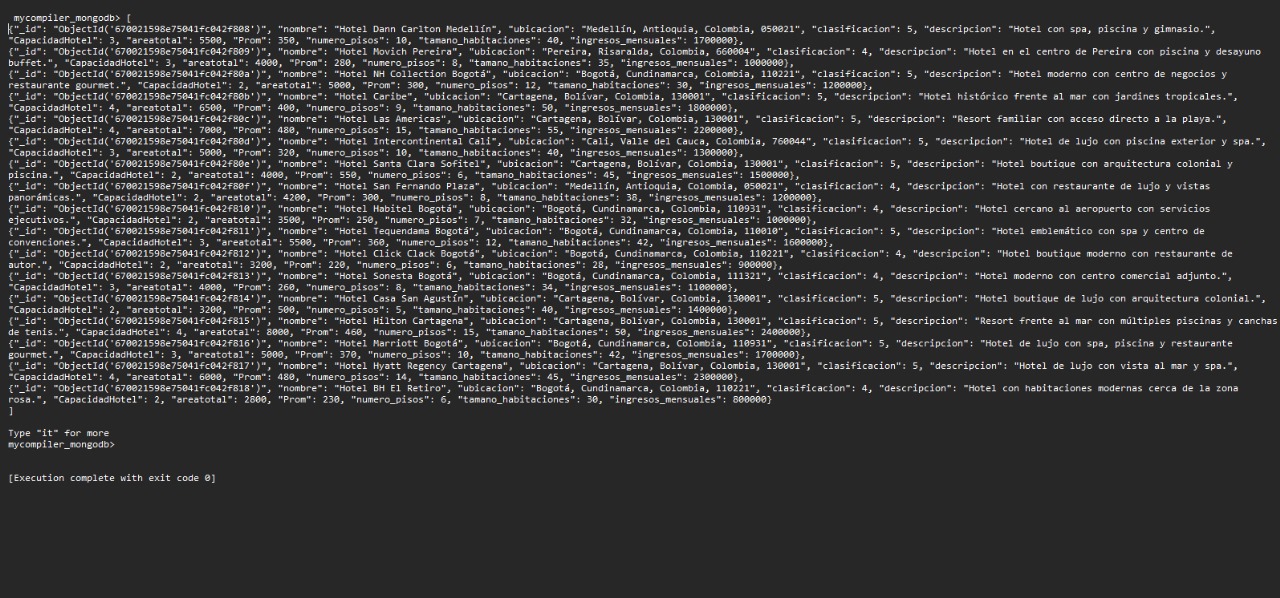 mycompiler_mongodb> [
{"_id": "ObjectId('670021598e75041fc042f808')", "nombre": "Hotel Dann Carlton Medellín", "ubicacion": "Medellín, Antioquia, Colombia, 050021", "clasificacion": 5, "descripcion": "Hotel con spa, piscina y gimnasio.",
"CapacidadHotel": 3, "areatotal": 5500, "Prom": 350, "numero_pisos": 10, "tamano_habitaciones": 40, "ingresos_mensuales": 1700000},
{"_id": "ObjectId('670021598e75041fc042f809')", "nombre": "Hotel Movich Pereira", "ubicacion": "Pereira, Risaralda, Colombia, 660004", "clasificacion": 4, "descripcion": "Hotel en el centro de Pereira con piscina y desayuno
buffet.", "CapacidadHotel": 3, "areatotal": 4000, "Prom": 280, "numero_pisos": 8, "tamano_habitaciones": 35, "ingresos_mensuales": 1000000},
{"_id": "ObjectId('670021598e75041fc042f80a')", "nombre": "Hotel NH Collection Bogotá", "ubicacion": "Bogotá, Cundinamarca, Colombia, 110221", "clasificacion": 5, "descripcion": "Hotel moderno con centro de negocios y
restaurante gourmet.", "CapacidadHotel": 2, "areatotal": 5000, "Prom": 300, "numero_pisos": 12, "tamano_habitaciones": 30, "ingresos_mensuales": 1200000},
{"_id": "ObjectId('670021598e75041fc042f80b')", "nombre": "Hotel Caribe", "ubicacion": "Cartagena, Bolívar, Colombia, 130001", "clasificacion": 5, "descripcion": "Hotel histórico frente al mar con jardines tropicales.",
"CapacidadHotel": 4, "areatotal": 6500, "Prom": 400, "numero_pisos": 9, "tamano_habitaciones": 50, "ingresos_mensuales": 1800000},
{"_id": "ObjectId('670021598e75041fc042f80c')", "nombre": "Hotel Las Americas", "ubicacion": "Cartagena, Bolívar, Colombia, 130001", "clasificacion": 5, "descripcion": "Resort familiar con acceso directo a la playa.",
"CapacidadHotel": 4, "areatotal": 7000, "Prom": 480, "numero_pisos": 15, "tamano_habitaciones": 55, "ingresos_mensuales": 2200000},
{"_id": "ObjectId('670021598e75041fc042f80d')", "nombre": "Hotel Intercontinental Cali", "ubicacion": "Cali, Valle del Cauca, Colombia, 760044", "clasificacion": 5, "descripcion": "Hotel de lujo con piscina exterior y spa.",
"CapacidadHotel": 3, "areatotal": 5000, "Prom": 320, "numero_pisos": 10, "tamano_habitaciones": 40, "ingresos_mensuales": 1300000},
{"_id": "ObjectId('670021598e75041fc042f80e')", "nombre": "Hotel Santa Clara Sofitel", "ubicacion": "Cartagena, Bolívar, Colombia, 130001", "clasificacion": 5, "descripcion": "Hotel boutique con arquitectura colonial y
piscina.", "CapacidadHotel": 2, "areatotal": 4000, "Prom": 550, "numero_pisos": 6, "tamano_habitaciones": 45, "ingresos_mensuales": 1500000},
{"_id": "ObjectId('670021598e75041fc042f80f')", "nombre": "Hotel San Fernando Plaza", "ubicacion": "Medellín, Antioquia, Colombia, 050021", "clasificacion": 4, "descripcion": "Hotel con restaurante de lujo y vistas
panorámicas.", "CapacidadHotel": 2, "areatotal": 4200, "Prom": 300, "numero_pisos": 8, "tamano_habitaciones": 38, "ingresos_mensuales": 1200000},
{"_id": "ObjectId('670021598e75041fc042f810')", "nombre": "Hotel Habitel Bogotá", "ubicacion": "Bogotá, Cundinamarca, Colombia, 110931", "clasificacion": 4, "descripcion": "Hotel cercano al aeropuerto con servicios
ejecutivos.", "CapacidadHotel": 2, "areatotal": 3500, "Prom": 250, "numero_pisos": 7, "tamano_habitaciones": 32, "ingresos_mensuales": 1000000},
{"_id": "ObjectId('670021598e75041fc042f811')", "nombre": "Hotel Tequendama Bogotá", "ubicacion": "Bogotá, Cundinamarca, Colombia, 110010", "clasificacion": 5, "descripcion": "Hotel emblemático con spa y centro de
convenciones.", "CapacidadHotel": 3, "areatotal": 5500, "Prom": 360, "numero_pisos": 12, "tamano_habitaciones": 42, "ingresos_mensuales": 1600000},
{"_id": "ObjectId('670021598e75041fc042f812')", "nombre": "Hotel Click Clack Bogotá", "ubicacion": "Bogotá, Cundinamarca, Colombia, 110221", "clasificacion": 4, "descripcion": "Hotel boutique moderno con restaurante de
autor.", "CapacidadHotel": 2, "areatotal": 3200, "Prom": 220, "numero_pisos": 6, "tamano_habitaciones": 28, "ingresos_mensuales": 900000},
{"_id": "ObjectId('670021598e75041fc042f813')", "nombre": "Hotel Sonesta Bogotá", "ubicacion": "Bogotá, Cundinamarca, Colombia, 111321", "clasificacion": 4, "descripcion": "Hotel moderno con centro comercial adjunto.",
"CapacidadHotel": 3, "areatotal": 4000, "Prom": 260, "numero_pisos": 8, "tamano_habitaciones": 34, "ingresos_mensuales": 1100000},
{"_id": "ObjectId('670021598e75041fc042f814')", "nombre": "Hotel Casa San Agustín", "ubicacion": "Cartagena, Bolívar, Colombia, 130001", "clasificacion": 5, "descripcion": "Hotel boutique de lujo con arquitectura colonial.",
"CapacidadHotel": 2, "areatotal": 3200, "Prom": 500, "numero_pisos": 5, "tamano_habitaciones": 40, "ingresos_mensuales": 1400000},
{"_id": "ObjectId('670021598e75041fc042f815')", "nombre": "Hotel Hilton Cartagena", "ubicacion": "Cartagena, Bolívar, Colombia, 130001", "clasificacion": 5, "descripcion": "Resort frente al mar con múltiples piscinas y canchas
de tenis.", "CapacidadHotel": 4, "areatotal": 8000, "Prom": 460, "numero_pisos": 15, "tamano_habitaciones": 50, "ingresos_mensuales": 2400000},
{"_id": "ObjectId('670021598e75041fc042f816')", "nombre": "Hotel Marriott Bogotá", "ubicacion": "Bogotá, Cundinamarca, Colombia, 110931", "clasificacion": 5, "descripcion": "Hotel de lujo con spa, piscina y restaurante
gourmet.", "CapacidadHotel": 3, "areatotal": 5000, "Prom": 370, "numero_pisos": 10, "tamano_habitaciones": 42, "ingresos_mensuales": 1700000},
{"_id": "ObjectId('670021598e75041fc042f817')", "nombre": "Hotel Hyatt Regency Cartagena", "ubicacion": "Cartagena, Bolívar, Colombia, 130001", "clasificacion": 5, "descripcion": "Hotel de lujo con vista al mar y spa.",
"CapacidadHotel": 4, "areatotal": 6000, "Prom": 480, "numero_pisos": 14, "tamano_habitaciones": 45, "ingresos_mensuales": 2300000},
{"_id": "ObjectId('670021598e75041fc042f818')", "nombre": "Hotel BH El Retiro", "ubicacion": "Bogotá, Cundinamarca, Colombia, 110221", "clasificacion": 4, "descripcion": "Hotel con habitaciones modernas cerca de la zona
rosa.", "CapacidadHotel": 2, "areatotal": 2800, "Prom": 230, "numero_pisos": 6, "tamano_habitaciones": 30, "ingresos_mensuales": 800000}
]
Type "it" for more
mycompiler_mongodb>
[Execution complete with exit code 0]